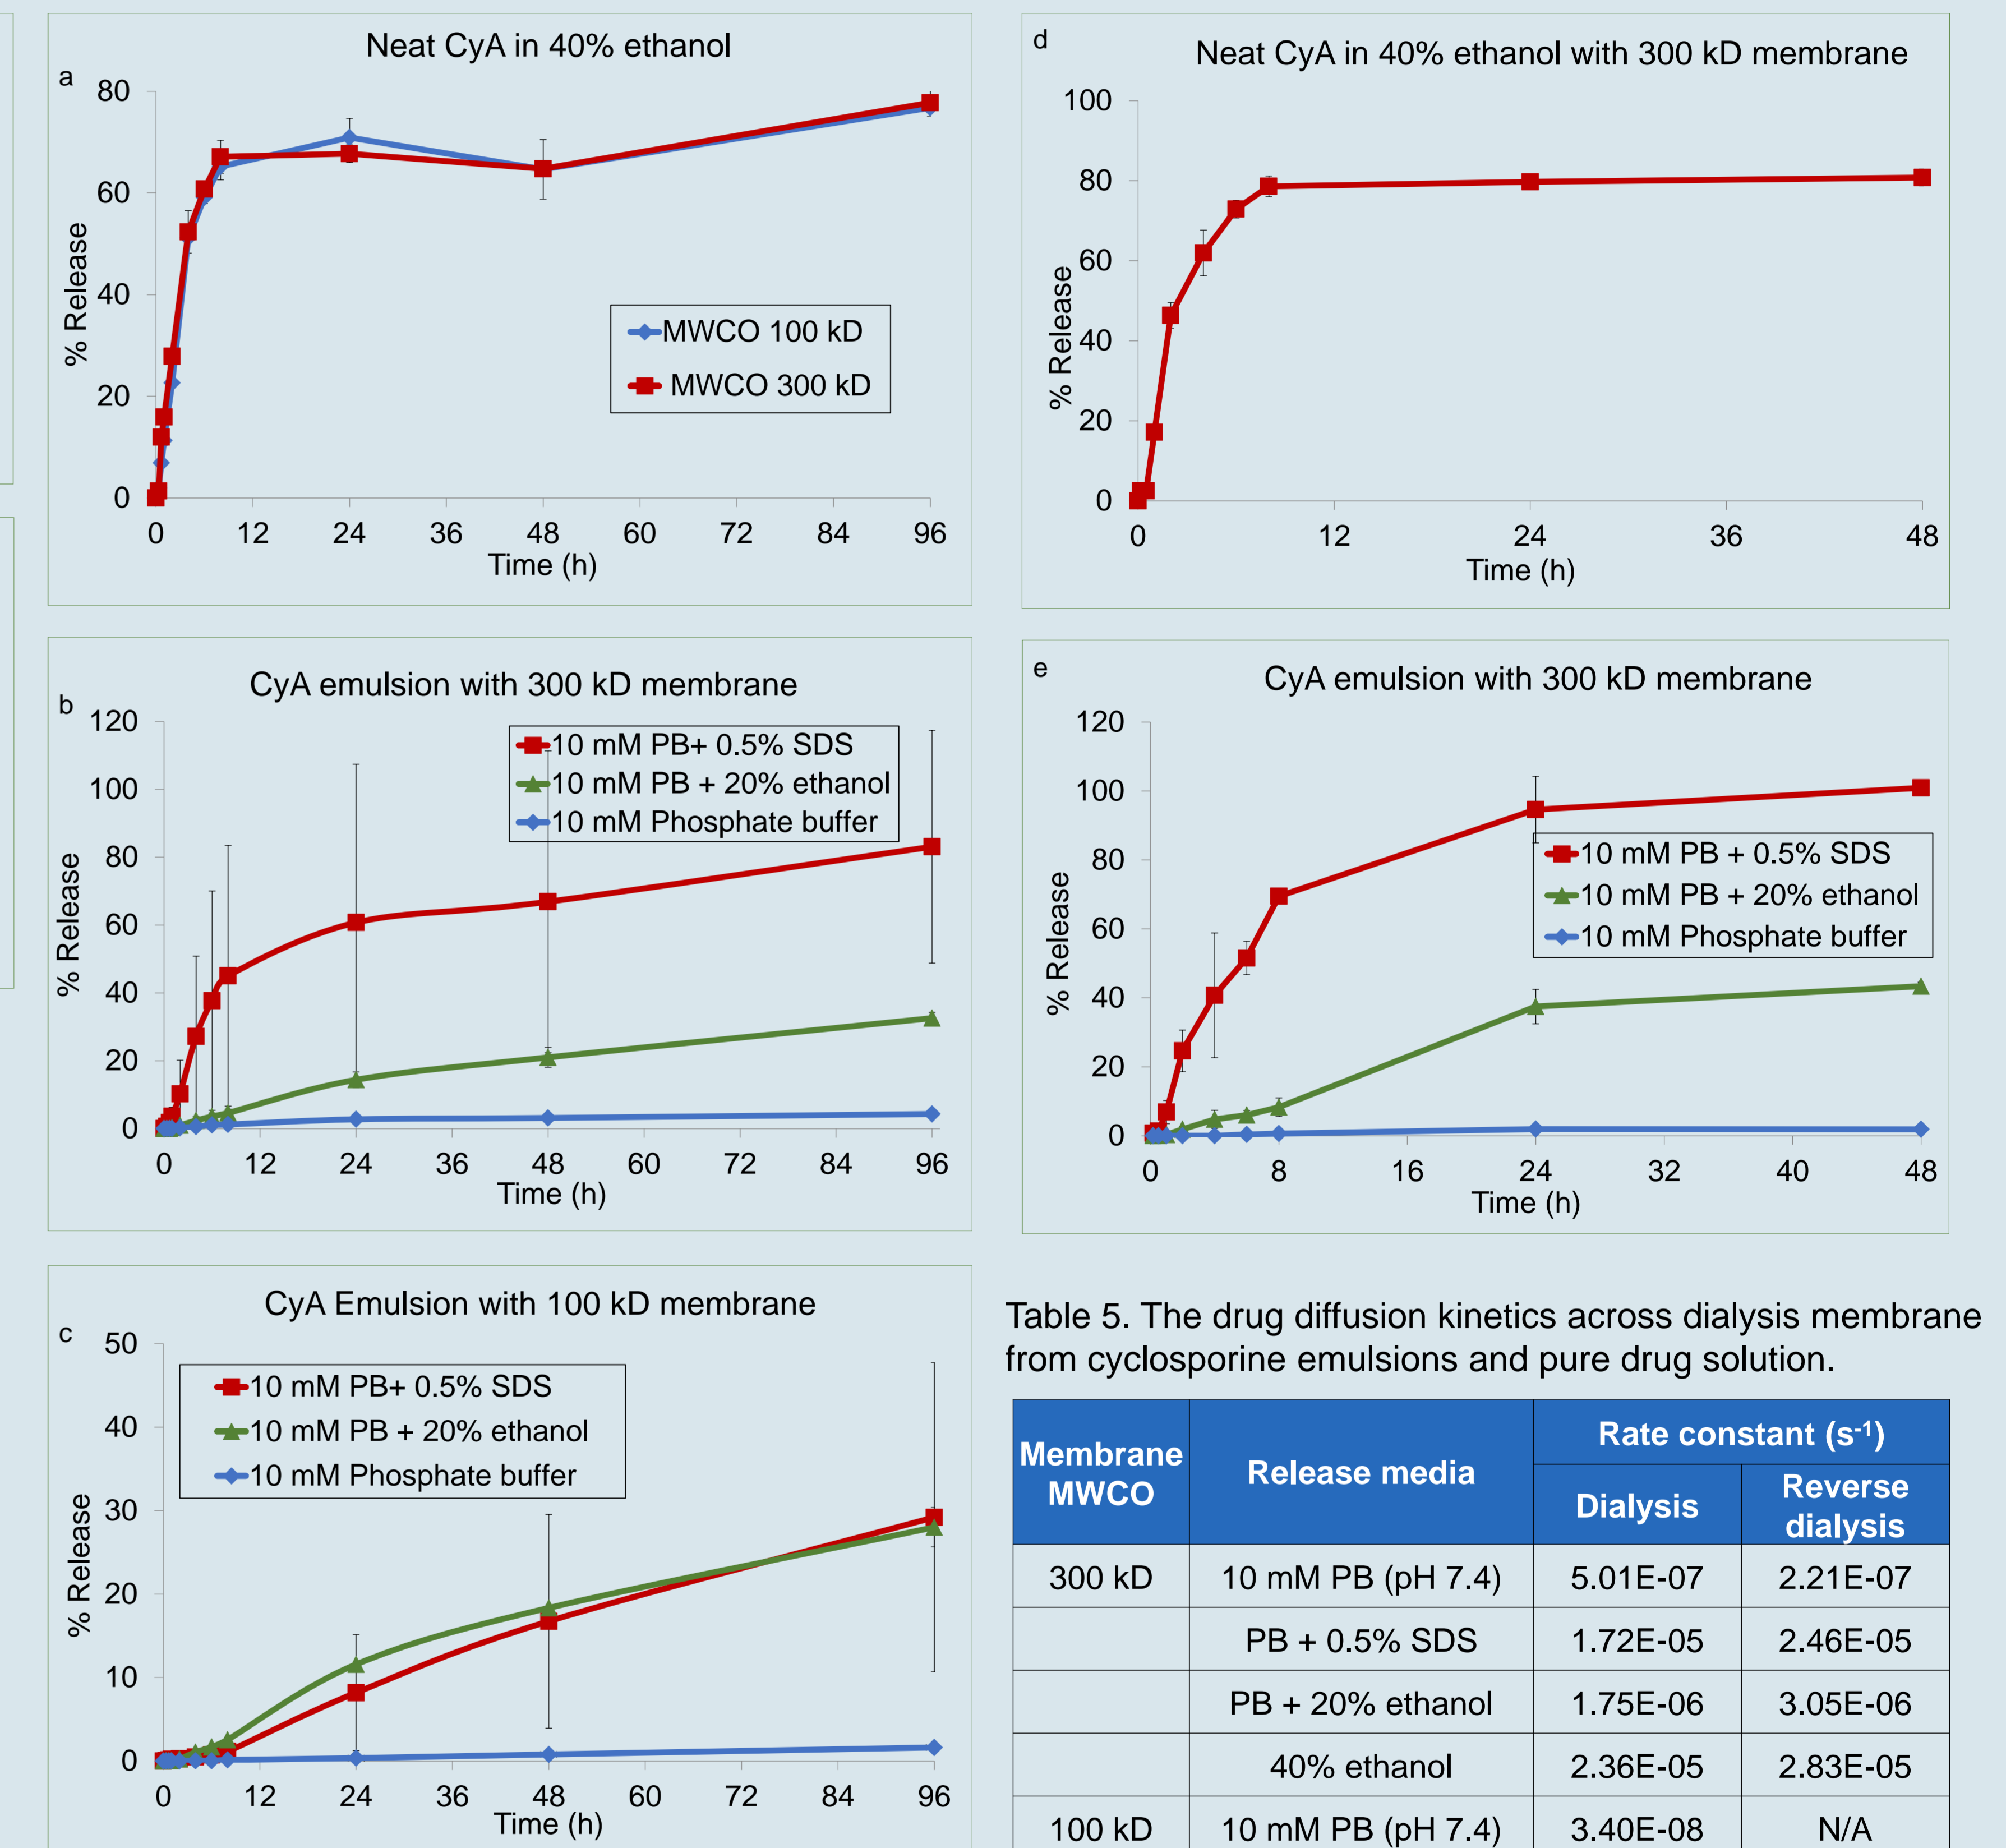 a
Neat CyA in 40% ethanol
80
60
40
20
0
% Release
MWCO 100 kD
MWCO 300 kD
0 12 24 36 48 60 72 84 96
Time (h)
b
CyA emulsion with 300 kD membrane
120
100
80
60
40
20
0
% Release
10 mM PB+ 0.5% SDS
10 mM PB + 20% ethanol
10 mM Phosphate buffer
0 12 24 36 48 60 72 84 96
Time (h)
c
CyA Emulsion with 100 kD membrane
50
40
30
20
10
0
% Release
10 mM PB+ 0.5% SDS
10 mM PB + 20% ethanol
10 mM Phosphate buffer
0 12 24 36 48 60 72 84 96
Time (h)
d
Neat CyA in 40% ethanol with 300 kD membrane
100
80
60
40
20
0
% Release
0 12 24 36 48
Time (h)
e
CyA emulsion with 300 kD membrane
120
100
80
60
40
20
0
% Release
10 mM PB + 0.5% SDS
10 mM PB + 20% ethanol
10 mM Phosphate buffer
0 8 16 24 32 40 48
Time (h)
Table 5. The drug diffusion kinetics across dialysis membrane
from cyclosporine emulsions and pure drug solution.
Membrane MWCO Release media Rate constant (s-1)
Dialysis Reverse dialysis
300 kD 10 mM PB (pH 7.4) 5.01E-07 2.21E-07
PB + 0.5% SDS 1.72E-05 2.46E-05
PB + 20% ethanol 1.75E-06 3.05E-06
40% ethanol 2.36E-05 2.83E-05
100 kD 10 mM PB (pH 7.4) 3.40E-08 N/A